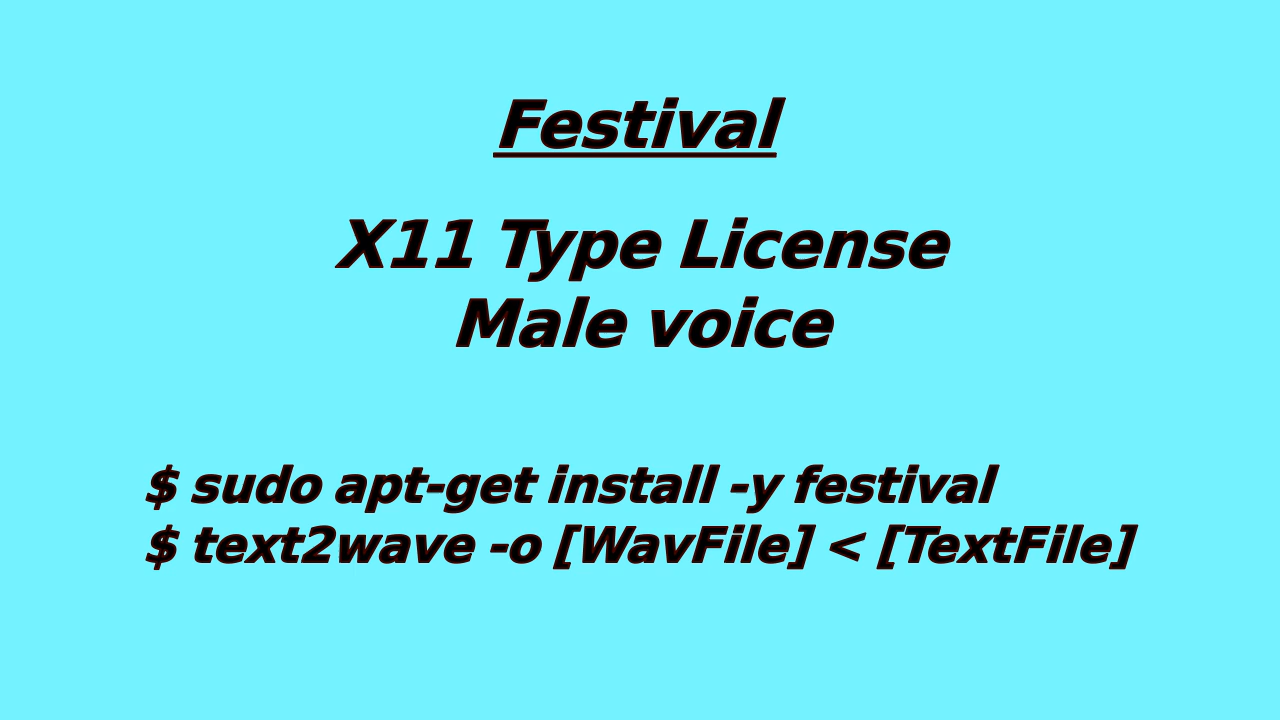 Festival
X11 Type License
Male voice
$ sudo apt-get install -y festival
$ text2wave -o [WavFile] < [TextFile]